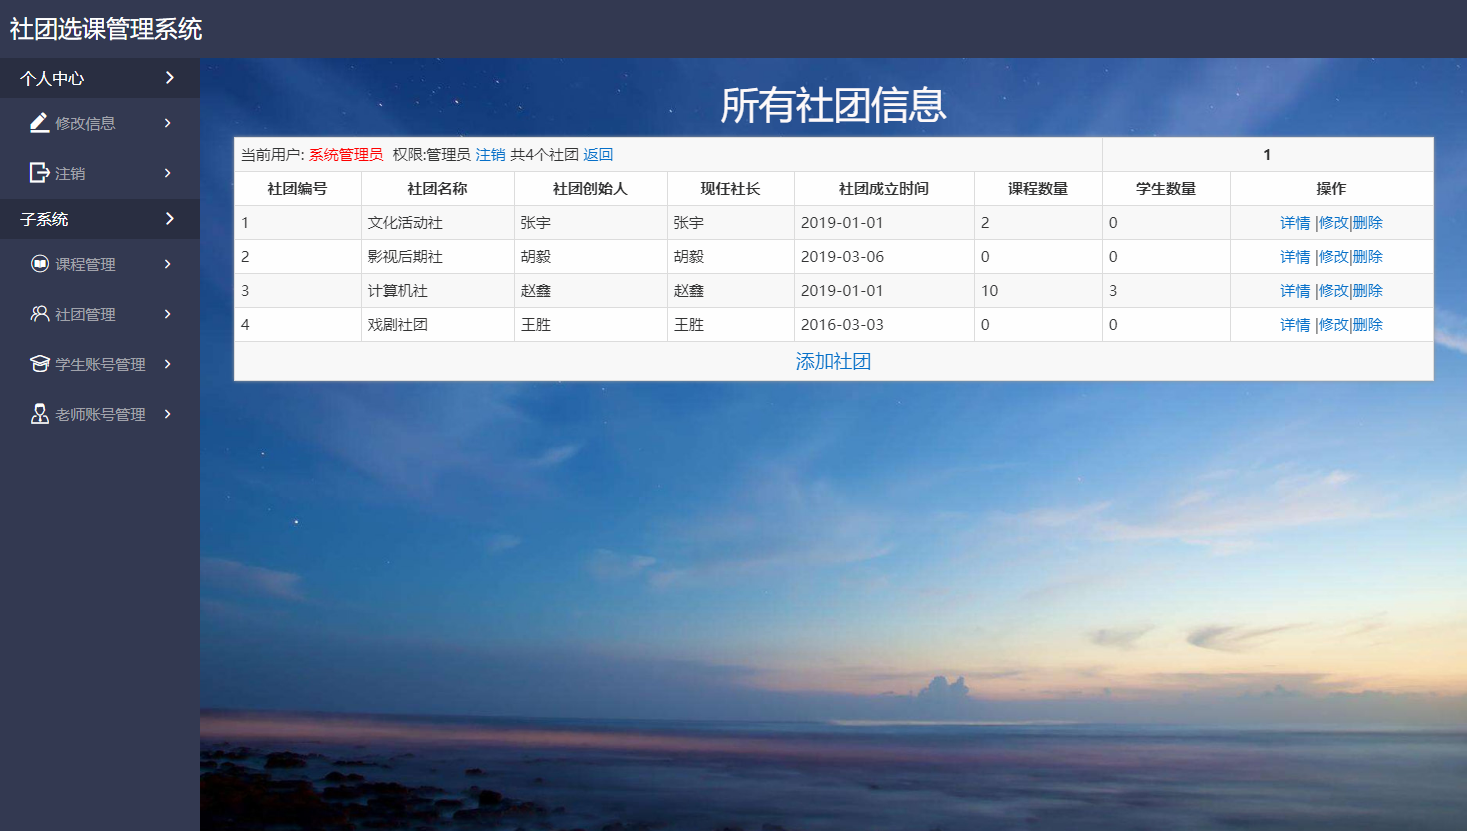 社团选课管理系统
个人中心
修改信息
注销
子系统
课程管理
社团管理
学生账号管理
老师账号管理
所有社团信息
当前用户: 系统管理员 权限:管理员 注销 共4个社团 返回 1
社团编号 社团名称 社团创始人 现任社长 社团成立时间 课程数量 学生数量 操作
1 文化活动社 张宇 张宇 2019-01-01 2 0 详情 |修改|删除
2 影视后期社 胡毅 胡毅 2019-03-06 0 0 详情 |修改|删除
3 计算机社 赵鑫 赵鑫 2019-01-01 10 3 详情 |修改|删除
4 戏剧社团 王胜 王胜 2016-03-03 0 0 详情 |修改|删除
添加社团